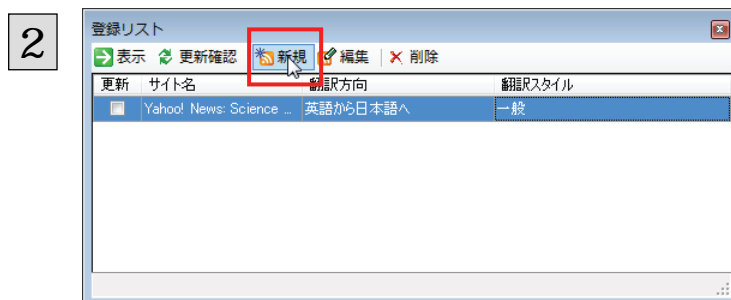 2
登録リスト
表示 更新確認 新規 編集 削除
更新 サイト名 翻訳方向 翻訳スタイル
Yahoo! News: Science ... 英語から日本語へ 一般